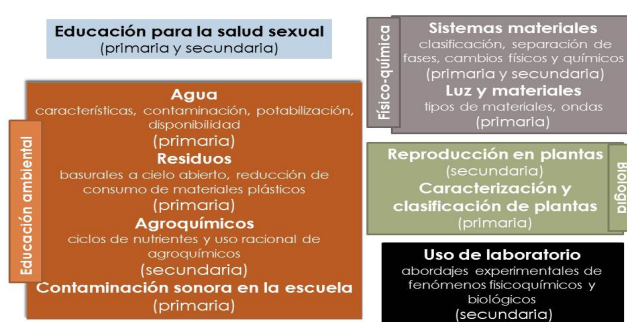 Educación para la salud sexual
(primaria y secundaria)
Educación ambiental
Agua
características, contaminación, potabilización,
disponibilidad
(primaria)
Residuos
basurales a cielo abierto, reducción de
consumo de materiales plásticos
(primaria)
Agroquímicos
ciclos de nutrientes y uso racional de
agroquímicos
(secundaria)
Contaminación sonora en la escuela
(primaria)
Físico-química
Sistemas materiales
clasificación, separación de
fases, cambios físicos y químicos
(primaria y secundaria)
Luz y materiales
tipos de materiales, ondas
(primaria)
Reproducción en plantas
(secundaria)
Caracterización y
clasificación de plantas
(primaria)
Biología
Uso de laboratorio
abordajes experimentales de
fenómenos fisicoquímicos y
biológicos
(secundaria)